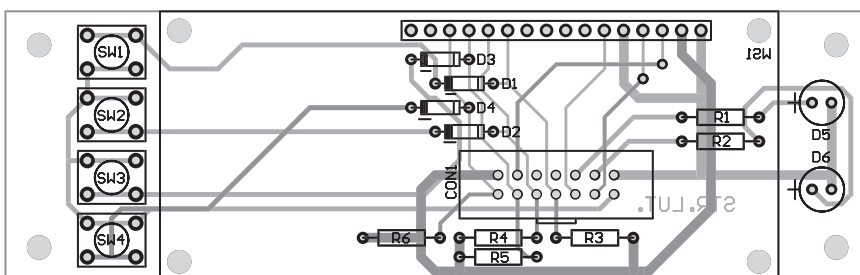 SW1
WS1
D3
D1
SW2
D4
R1
D5
D2
R2
D6
SW3
CON1
STR.LUT.
SW4
R6
R4
R3
R5